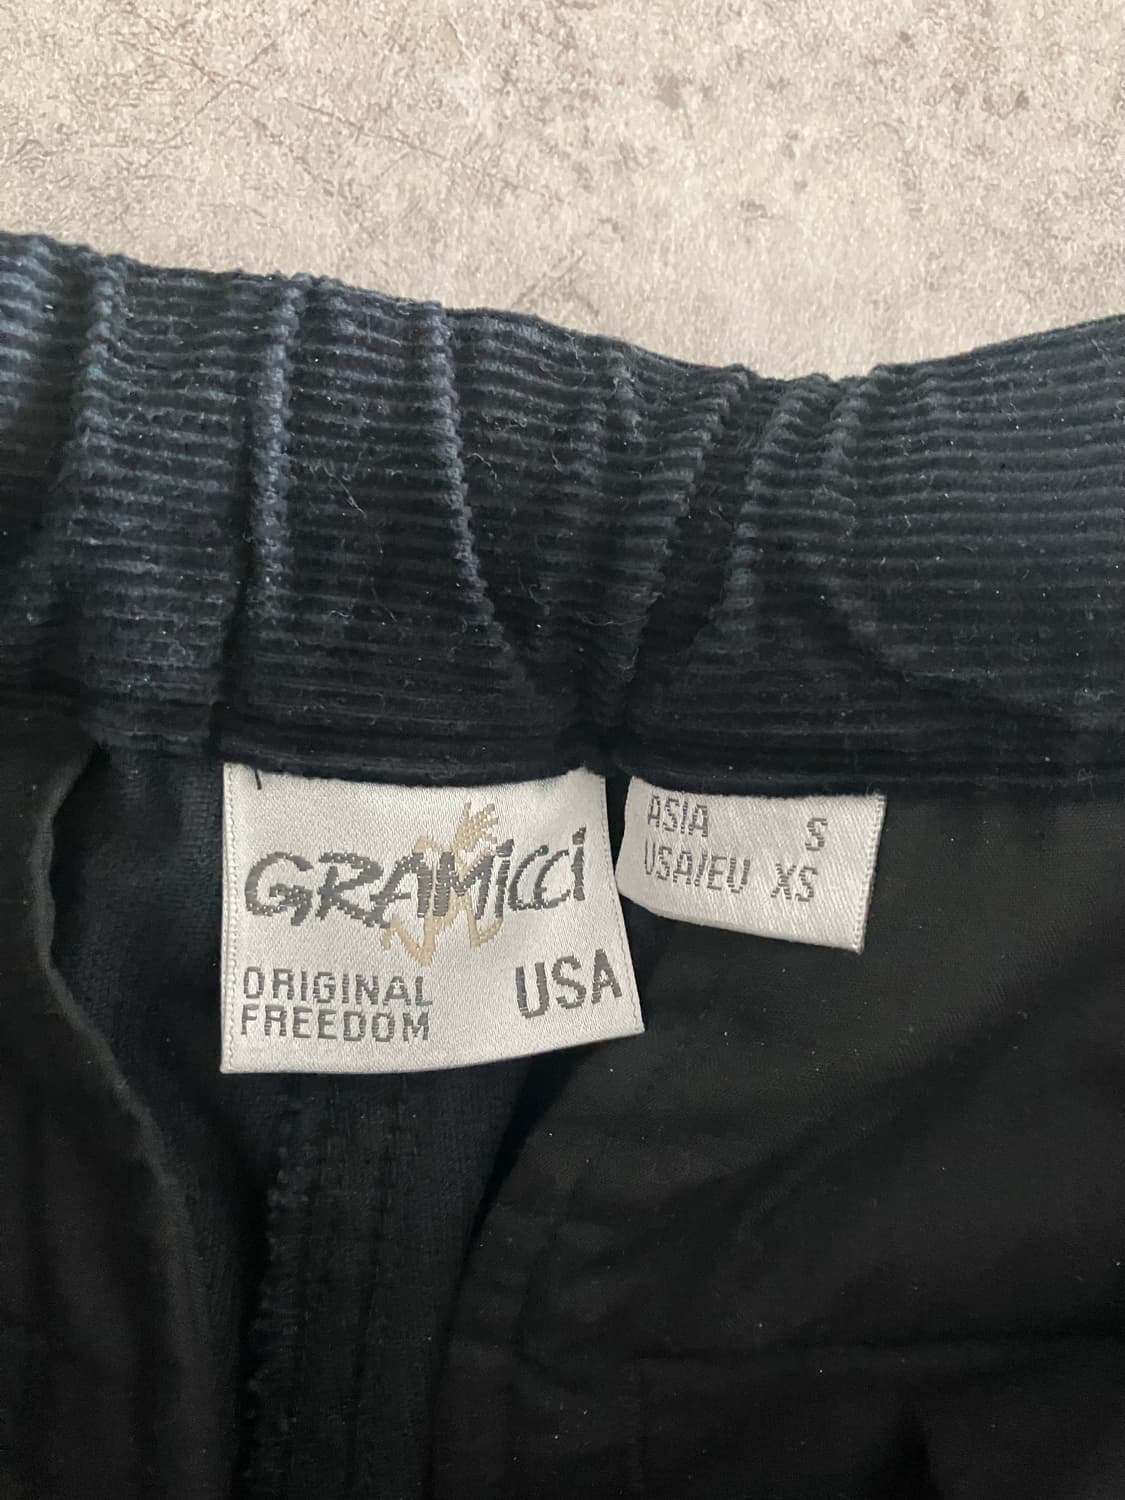 GRAMiCCi
ORIGINAL
FREEDOM
USA
ASIA S
USA/EU XS